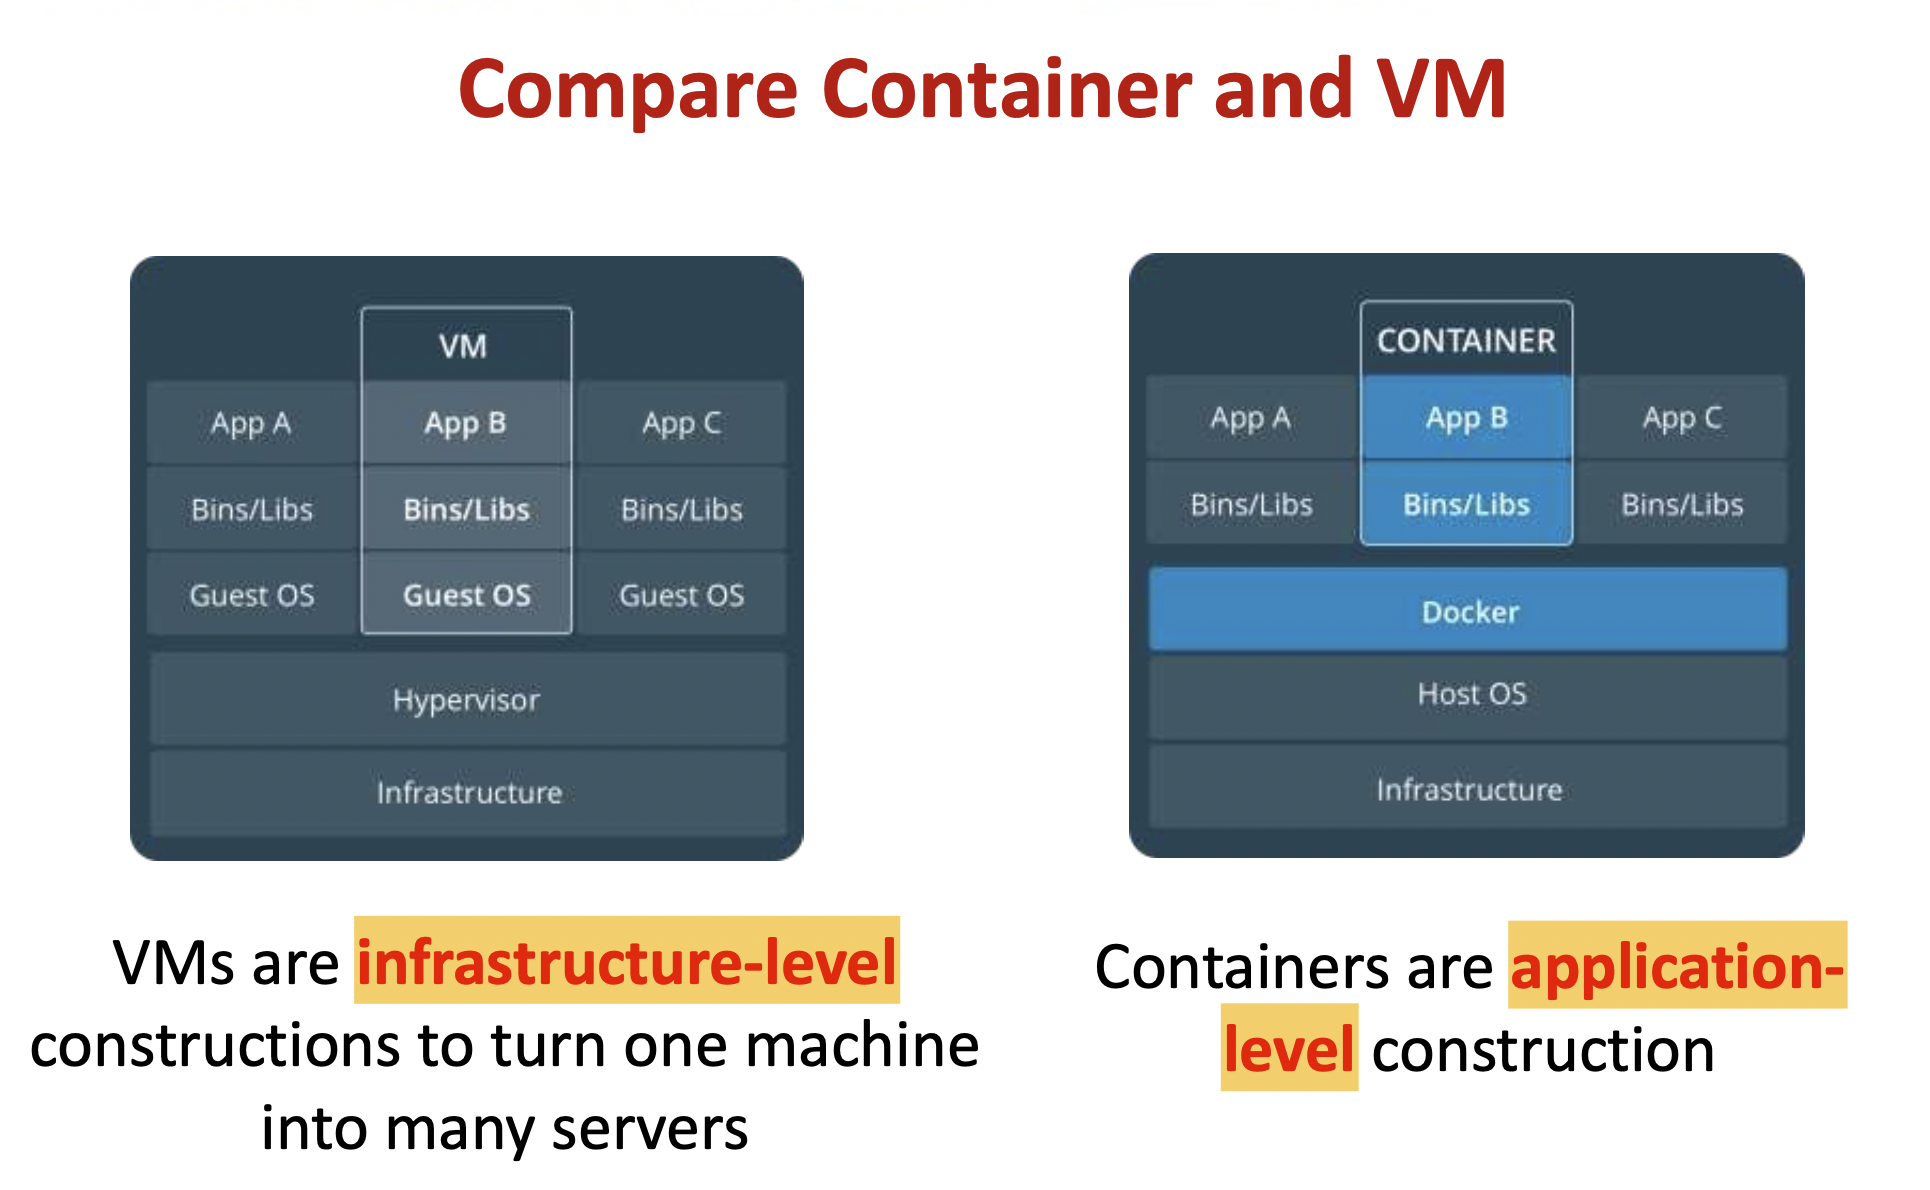 Compare Container and VM
VM
App A App B App C
Bins/Libs Bins/Libs Bins/Libs
Guest OS Guest OS Guest OS
Hypervisor
Infrastructure
VMs are infrastructure-level
constructions to turn one machine
into many servers
CONTAINER
App A App B App C
Bins/Libs Bins/Libs Bins/Libs
Docker
Host OS
Infrastructure
Containers are application-
level construction